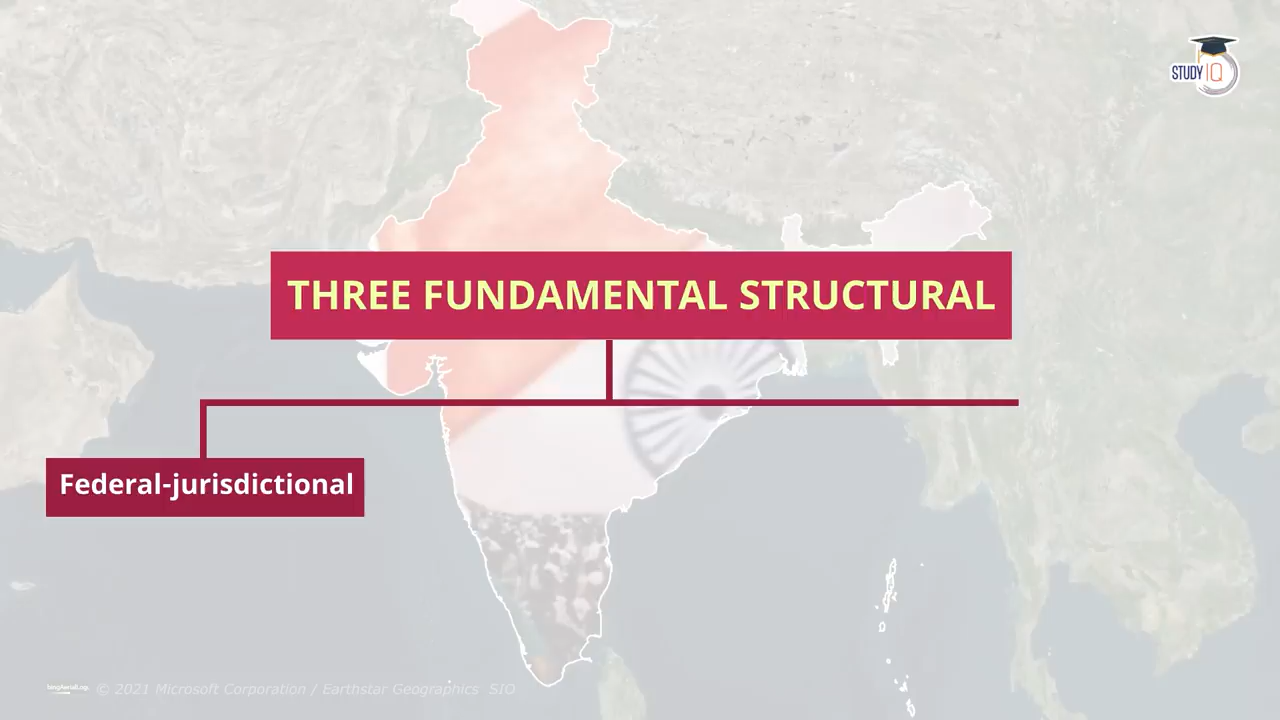 STUDY IQ
THREE FUNDAMENTAL STRUCTURAL
Federal-jurisdictional
© 2021 Microsoft Corporation / Earthstar Geographics SIO